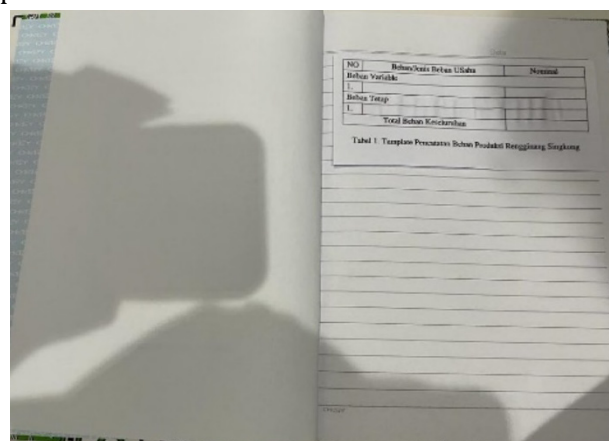 NO Beban/Jenis Beban Usaha Nominal
Beban Variable
1.
Beban Tetap
1.
Total Beban Keseluruhan
Tabel 1. Template Pencatatan Beban Produksi Rengginang Singkong